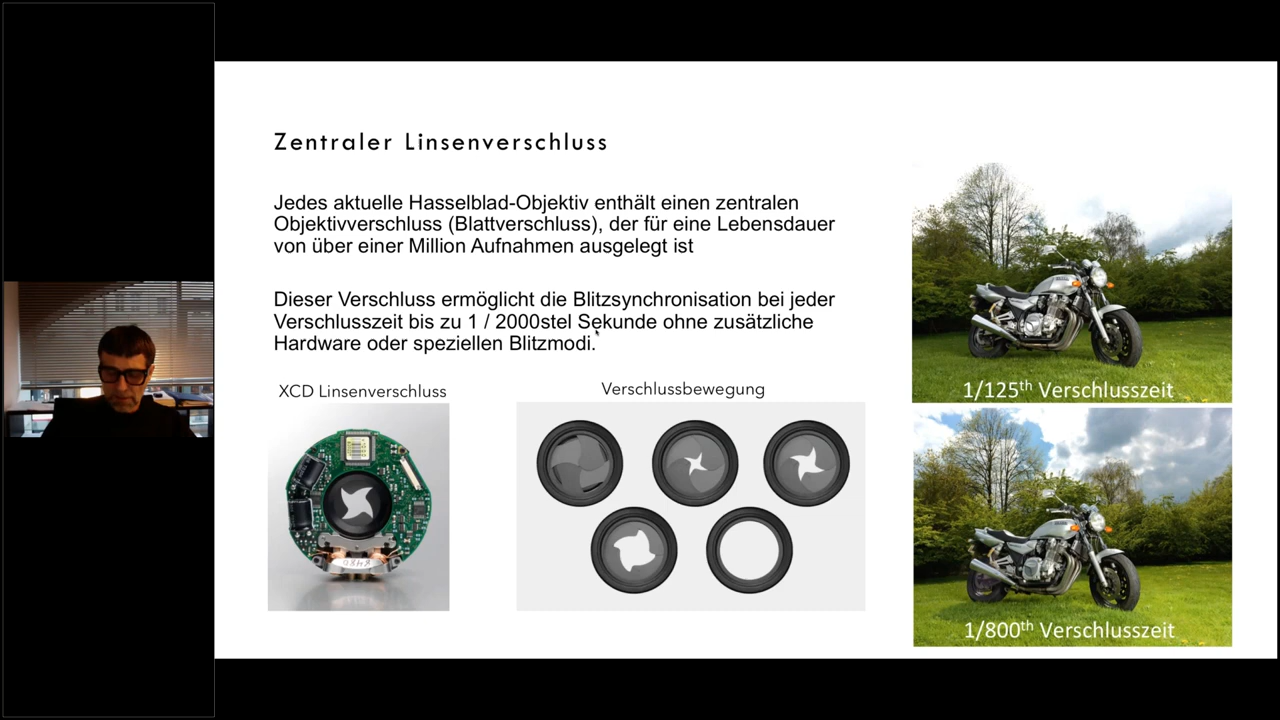 Zentraler Linsenverschluss
Jedes aktuelle Hasselblad-Objektiv enthält einen zentralen
Objektivverschluss (Blattverschluss), der für eine Lebensdauer
von über einer Million Aufnahmen ausgelegt ist
Dieser Verschluss ermöglicht die Blitzsynchronisation bei jeder
Verschlusszeit bis zu 1 / 2000stel Sekunde ohne zusätzliche
Hardware oder speziellen Blitzmodi.
XCD Linsenverschluss
Verschlussbewegung
1/125th Verschlusszeit
1/800th Verschlusszeit